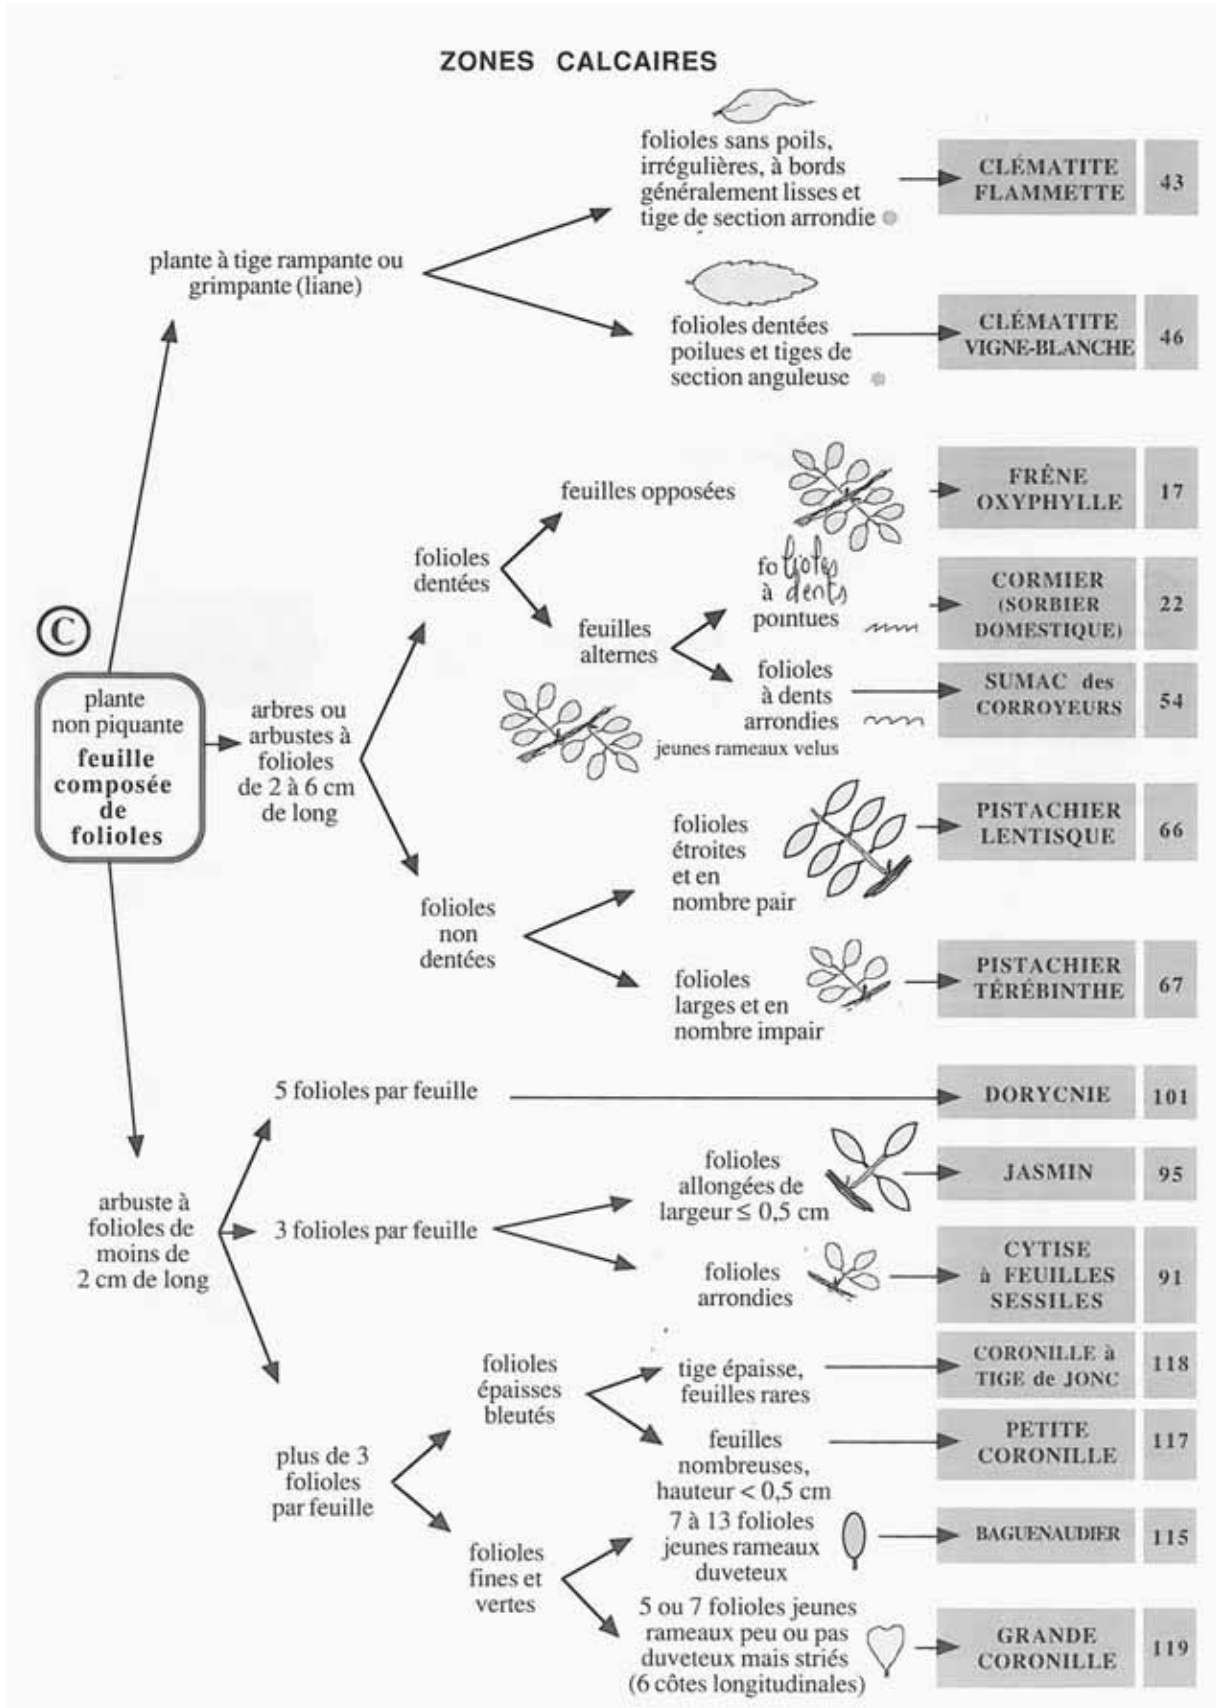 ZONES CALCAIRES
folioles sans poils,
irrégulières, à bords
généralement lisses et
tige de section arrondie
CLÉMATITE
FLAMMETTE
43
plante à tige rampante ou
grimpante (liane)
folioles dentées
poilues et tiges de
section anguleuse
CLÉMATITE
VIGNE-BLANCHE
46
feuilles opposées
FRÊNE
OXYPHYLLE
17
folioles
dentées
folioles
à dents
pointues
CORMIER
(SORBIER
DOMESTIQUE)
22
feuilles
alternes
folioles
à dents
arrondies
jeunes rameaux velus
SUMAC des
CORROYEURS
54
C
plante
non piquante
feuille
composée
de
folioles
arbres ou
arbustes à
folioles
de 2 à 6 cm
de long
folioles
étroites
et en
nombre pair
PISTACHIER
LENTISQUE
66
folioles
non
dentées
folioles
larges et en
nombre impair
PISTACHIER
TÉRÉBINTHE
67
5 folioles par feuille
DORYCNIE
101
arbuste à
folioles de
moins de
2 cm de long
3 folioles par feuille
folioles
allongées de
largeur ≤ 0,5 cm
JASMIN
95
folioles
arrondies
CYTISE
à FEUILLES
SESSILES
91
folioles
épaisses
bleutés
tige épaisse,
feuilles rares
CORONILLE à
TIGE de JONC
118
plus de 3
folioles
par feuille
feuilles
nombreuses,
hauteur < 0,5 cm
PETITE
CORONILLE
117
folioles
fines et
vertes
7 à 13 folioles
jeunes rameaux
duveteux
BAGUENAUDIER
115
5 ou 7 folioles jeunes
rameaux peu ou pas
duveteux mais striés
(6 côtes longitudinales)
GRANDE
CORONILLE
119